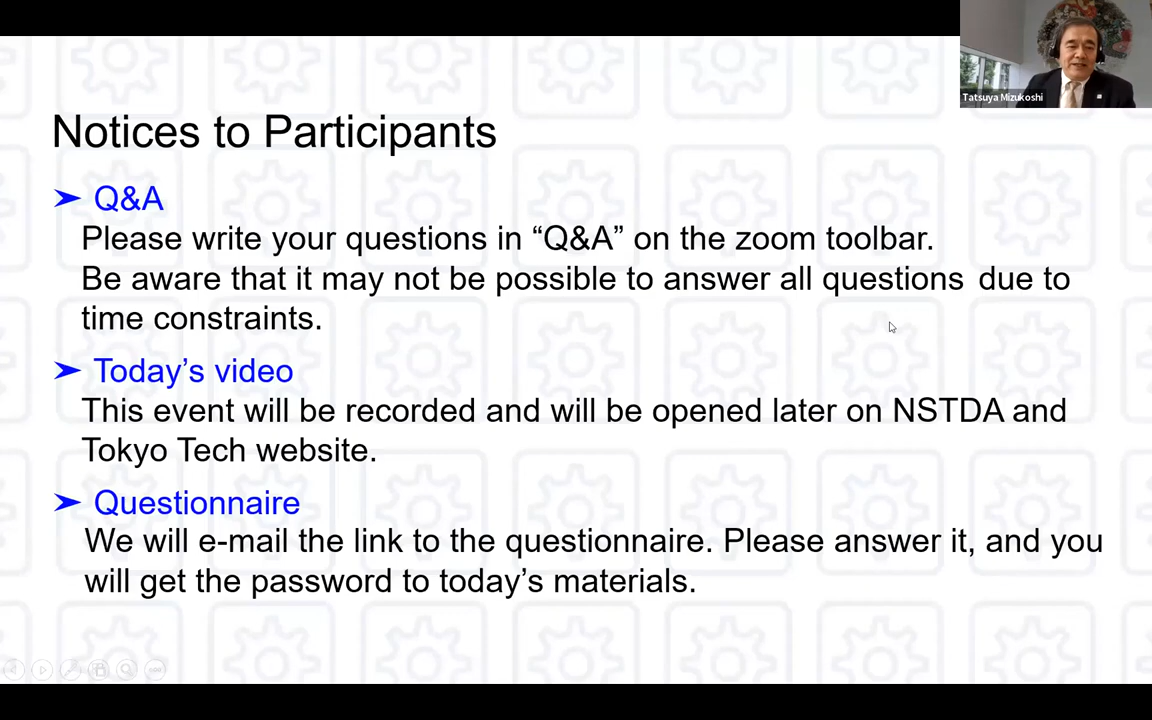 Tatsuya Mizukoshi
Notices to Participants
➤ Q&A
Please write your questions in “Q&A” on the zoom toolbar.
Be aware that it may not be possible to answer all questions due to
time constraints.
➤ Today’s video
This event will be recorded and will be opened later on NSTDA and
Tokyo Tech website.
➤ Questionnaire
We will e-mail the link to the questionnaire. Please answer it, and you
will get the password to today’s materials.